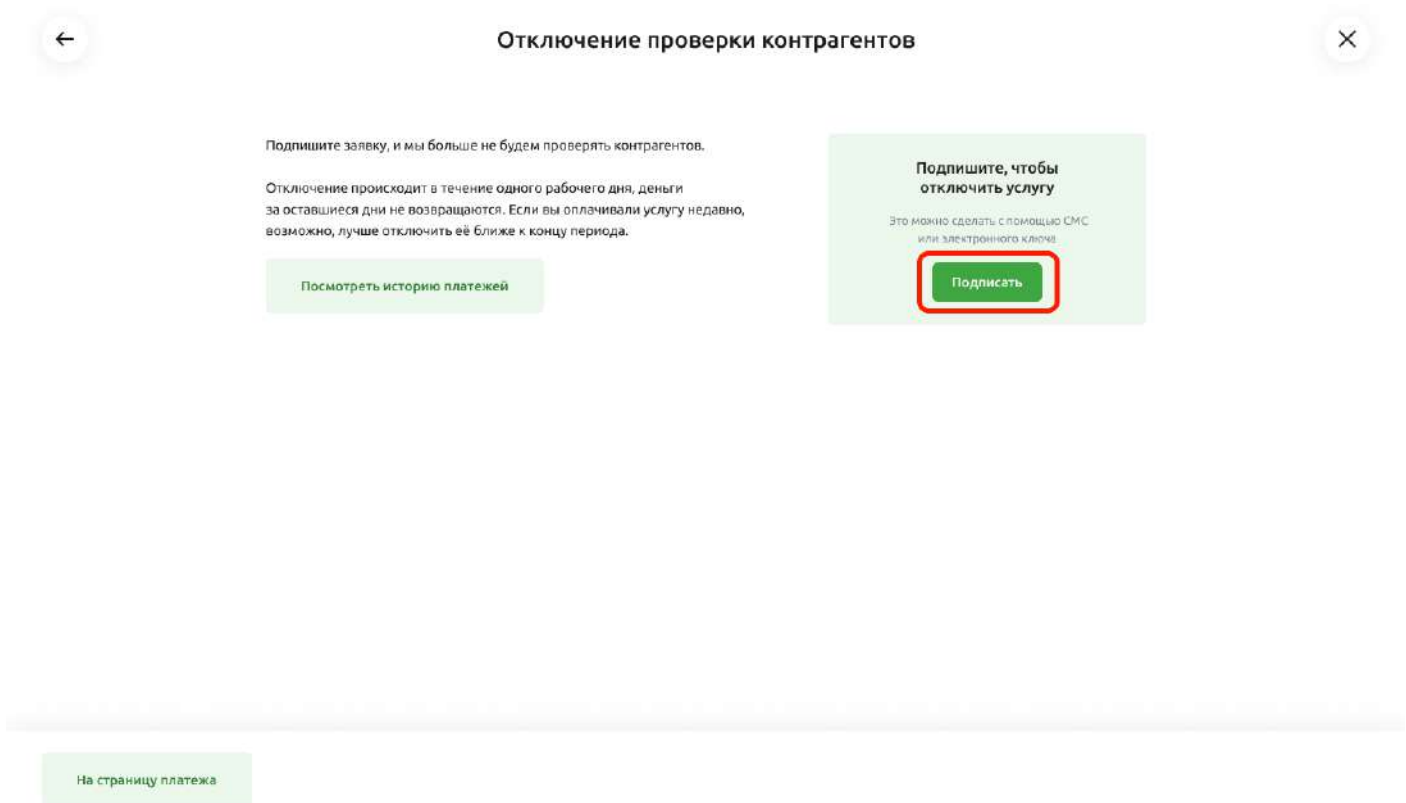 Отключение проверки контрагентов
Подпишите заявку, и мы больше не будем проверять контрагентов.
Отключение происходит в течение одного рабочего дня, деньги
за оставшиеся дни не возвращаются. Если вы оплачивали услугу недавно,
возможно, лучше отключить её ближе к концу периода.
Посмотреть историю платежей
Подпишите, чтобы
отключить услугу
Это можно сделать с помощью СМС
или электронного ключа
Подписать
На страницу платежа